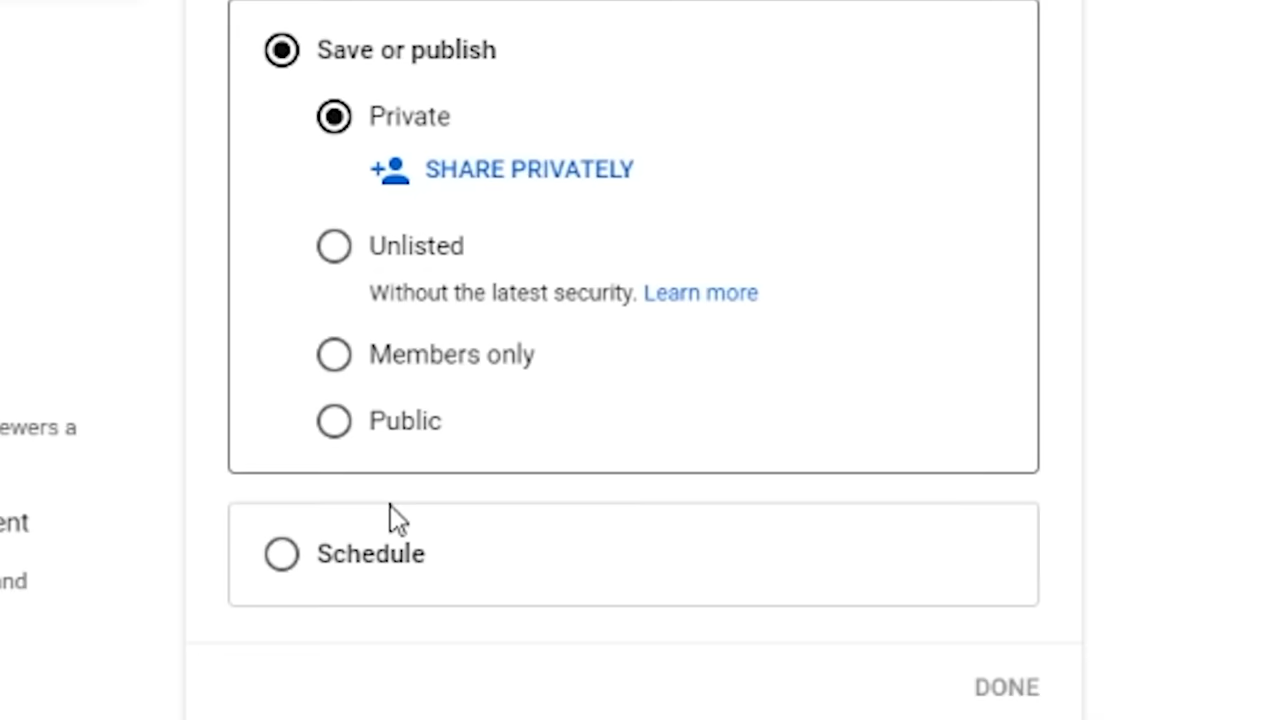 Save or publish
Private
SHARE PRIVATELY
Unlisted
Without the latest security. Learn more
Members only
Public
ewers a
ent
Schedule
nd
DONE